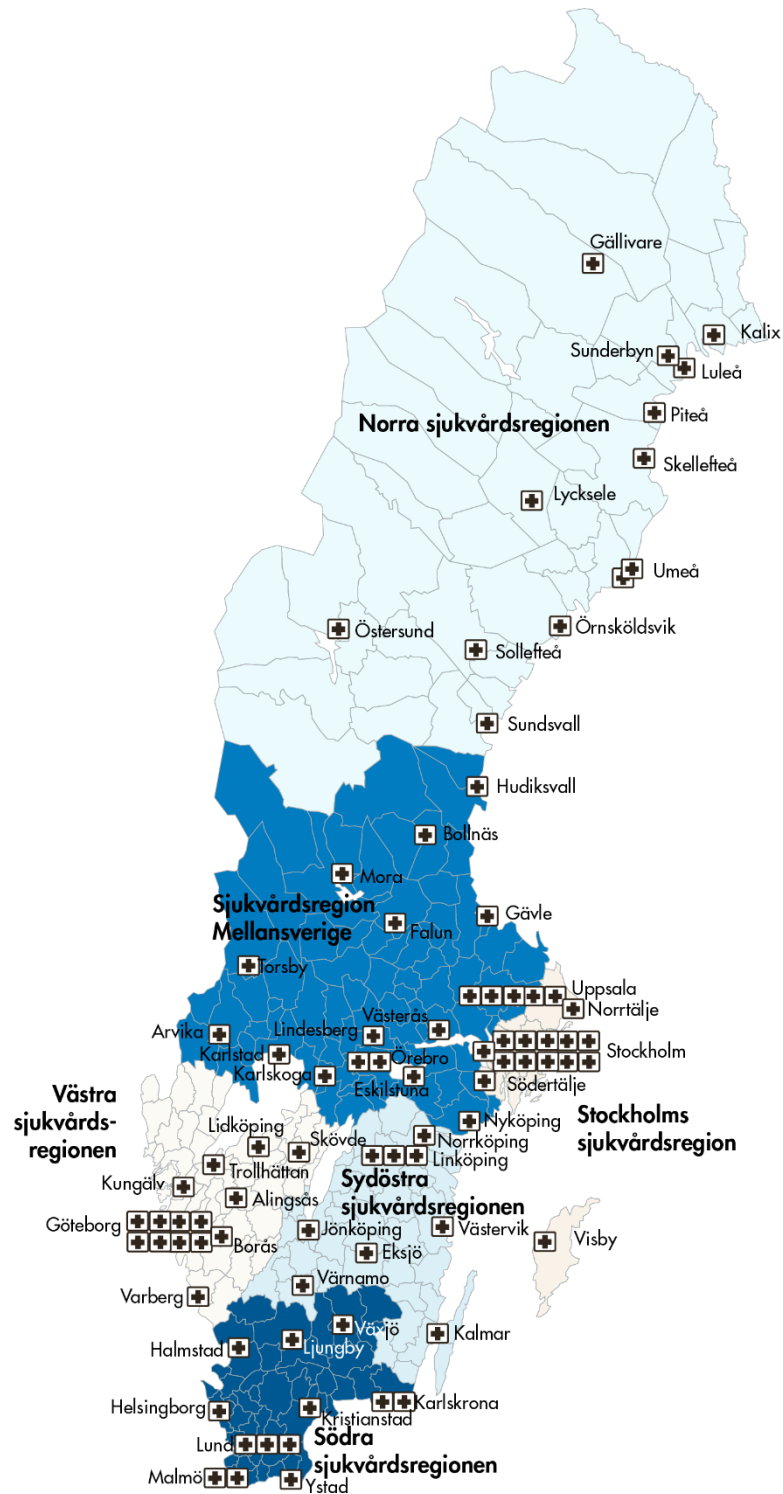 Gällivare
Kalix
Sunderbyn
Luleå
Piteå
Norra sjukvårdsregionen
Skellefteå
Lycksele
Umeå
Östersund
Örnsköldsvik
Sollefteå
Sundsvall
Hudiksvall
Bollnäs
Mora
Sjukvårdsregion
Mellansverige
Gävle
Falun
Torsby
Uppsala
Norrtälje
Västerås
Lindesberg
Arvika
Karlstad
Örebro
Stockholm
Karlskoga
Eskilstuna
Södertälje
Västra
sjukvårds-
regionen
Stockholms
sjukvårdsregion
Nyköping
Lidköping
Skövde
Norrköping
Linköping
Trollhättan
Kungälv
Alingsås
Sydöstra
sjukvårdsregionen
Göteborg
Borås
Jönköping
Västervik
Visby
Eksjö
Värnamo
Varberg
Växjö
Kalmar
Halmstad
Ljungby
Helsingborg
Kristianstad
Karlskrona
Lund
Södra
sjukvårdsregionen
Malmö
Ystad